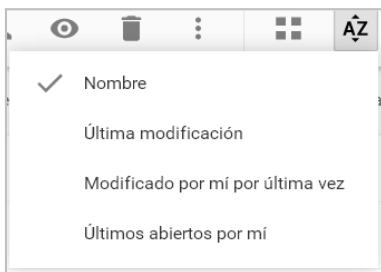 AZ
Nombre
Última modificación
Modificado por mí por última vez
Últimos abiertos por mí